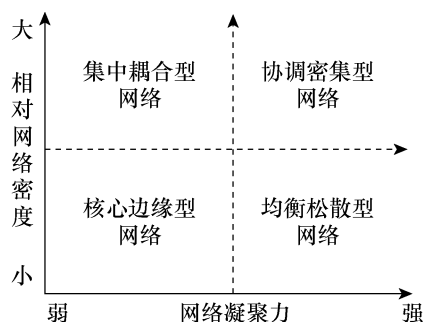 大
相对网络密度
小
集中耦合型
网络
协调密集型
网络
核心边缘型
网络
均衡松散型
网络
弱
网络凝聚力
强